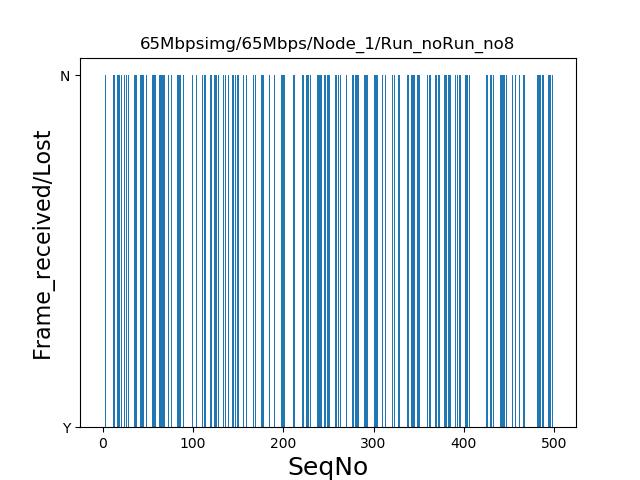 65Mbpsimg/65Mbps/Node_1/Run_noRun_no8
N
Frame_received/Lost
Y
0 100 200 300 400 500
SeqNo